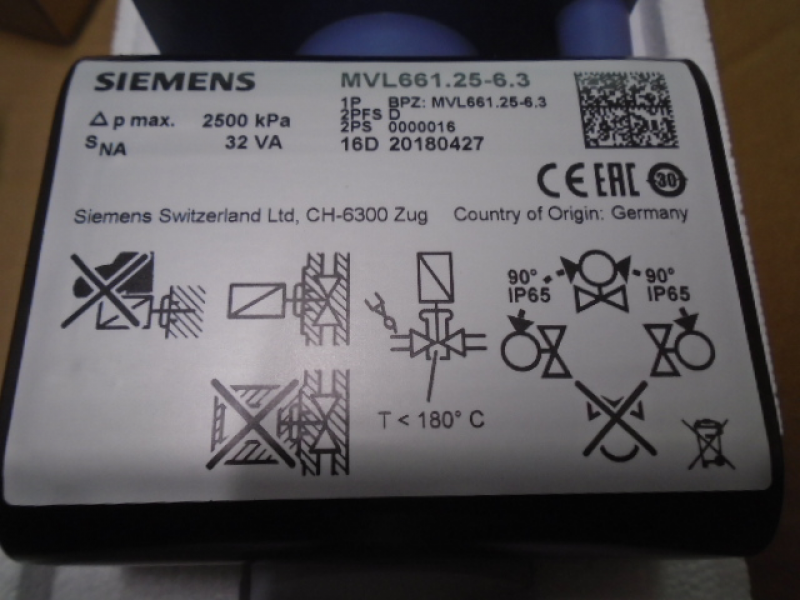 SIEMENS
MVL661.25-6.3
Δ p max. 2500 kPa
SNA 32 VA
1P BPZ: MVL661.25-6.3
2PFS D
2PS 0000016
16D 20180427
CE EAC 30
Siemens Switzerland Ltd, CH-6300 Zug Country of Origin: Germany
90° 90°
IP65 IP65
T < 180° C